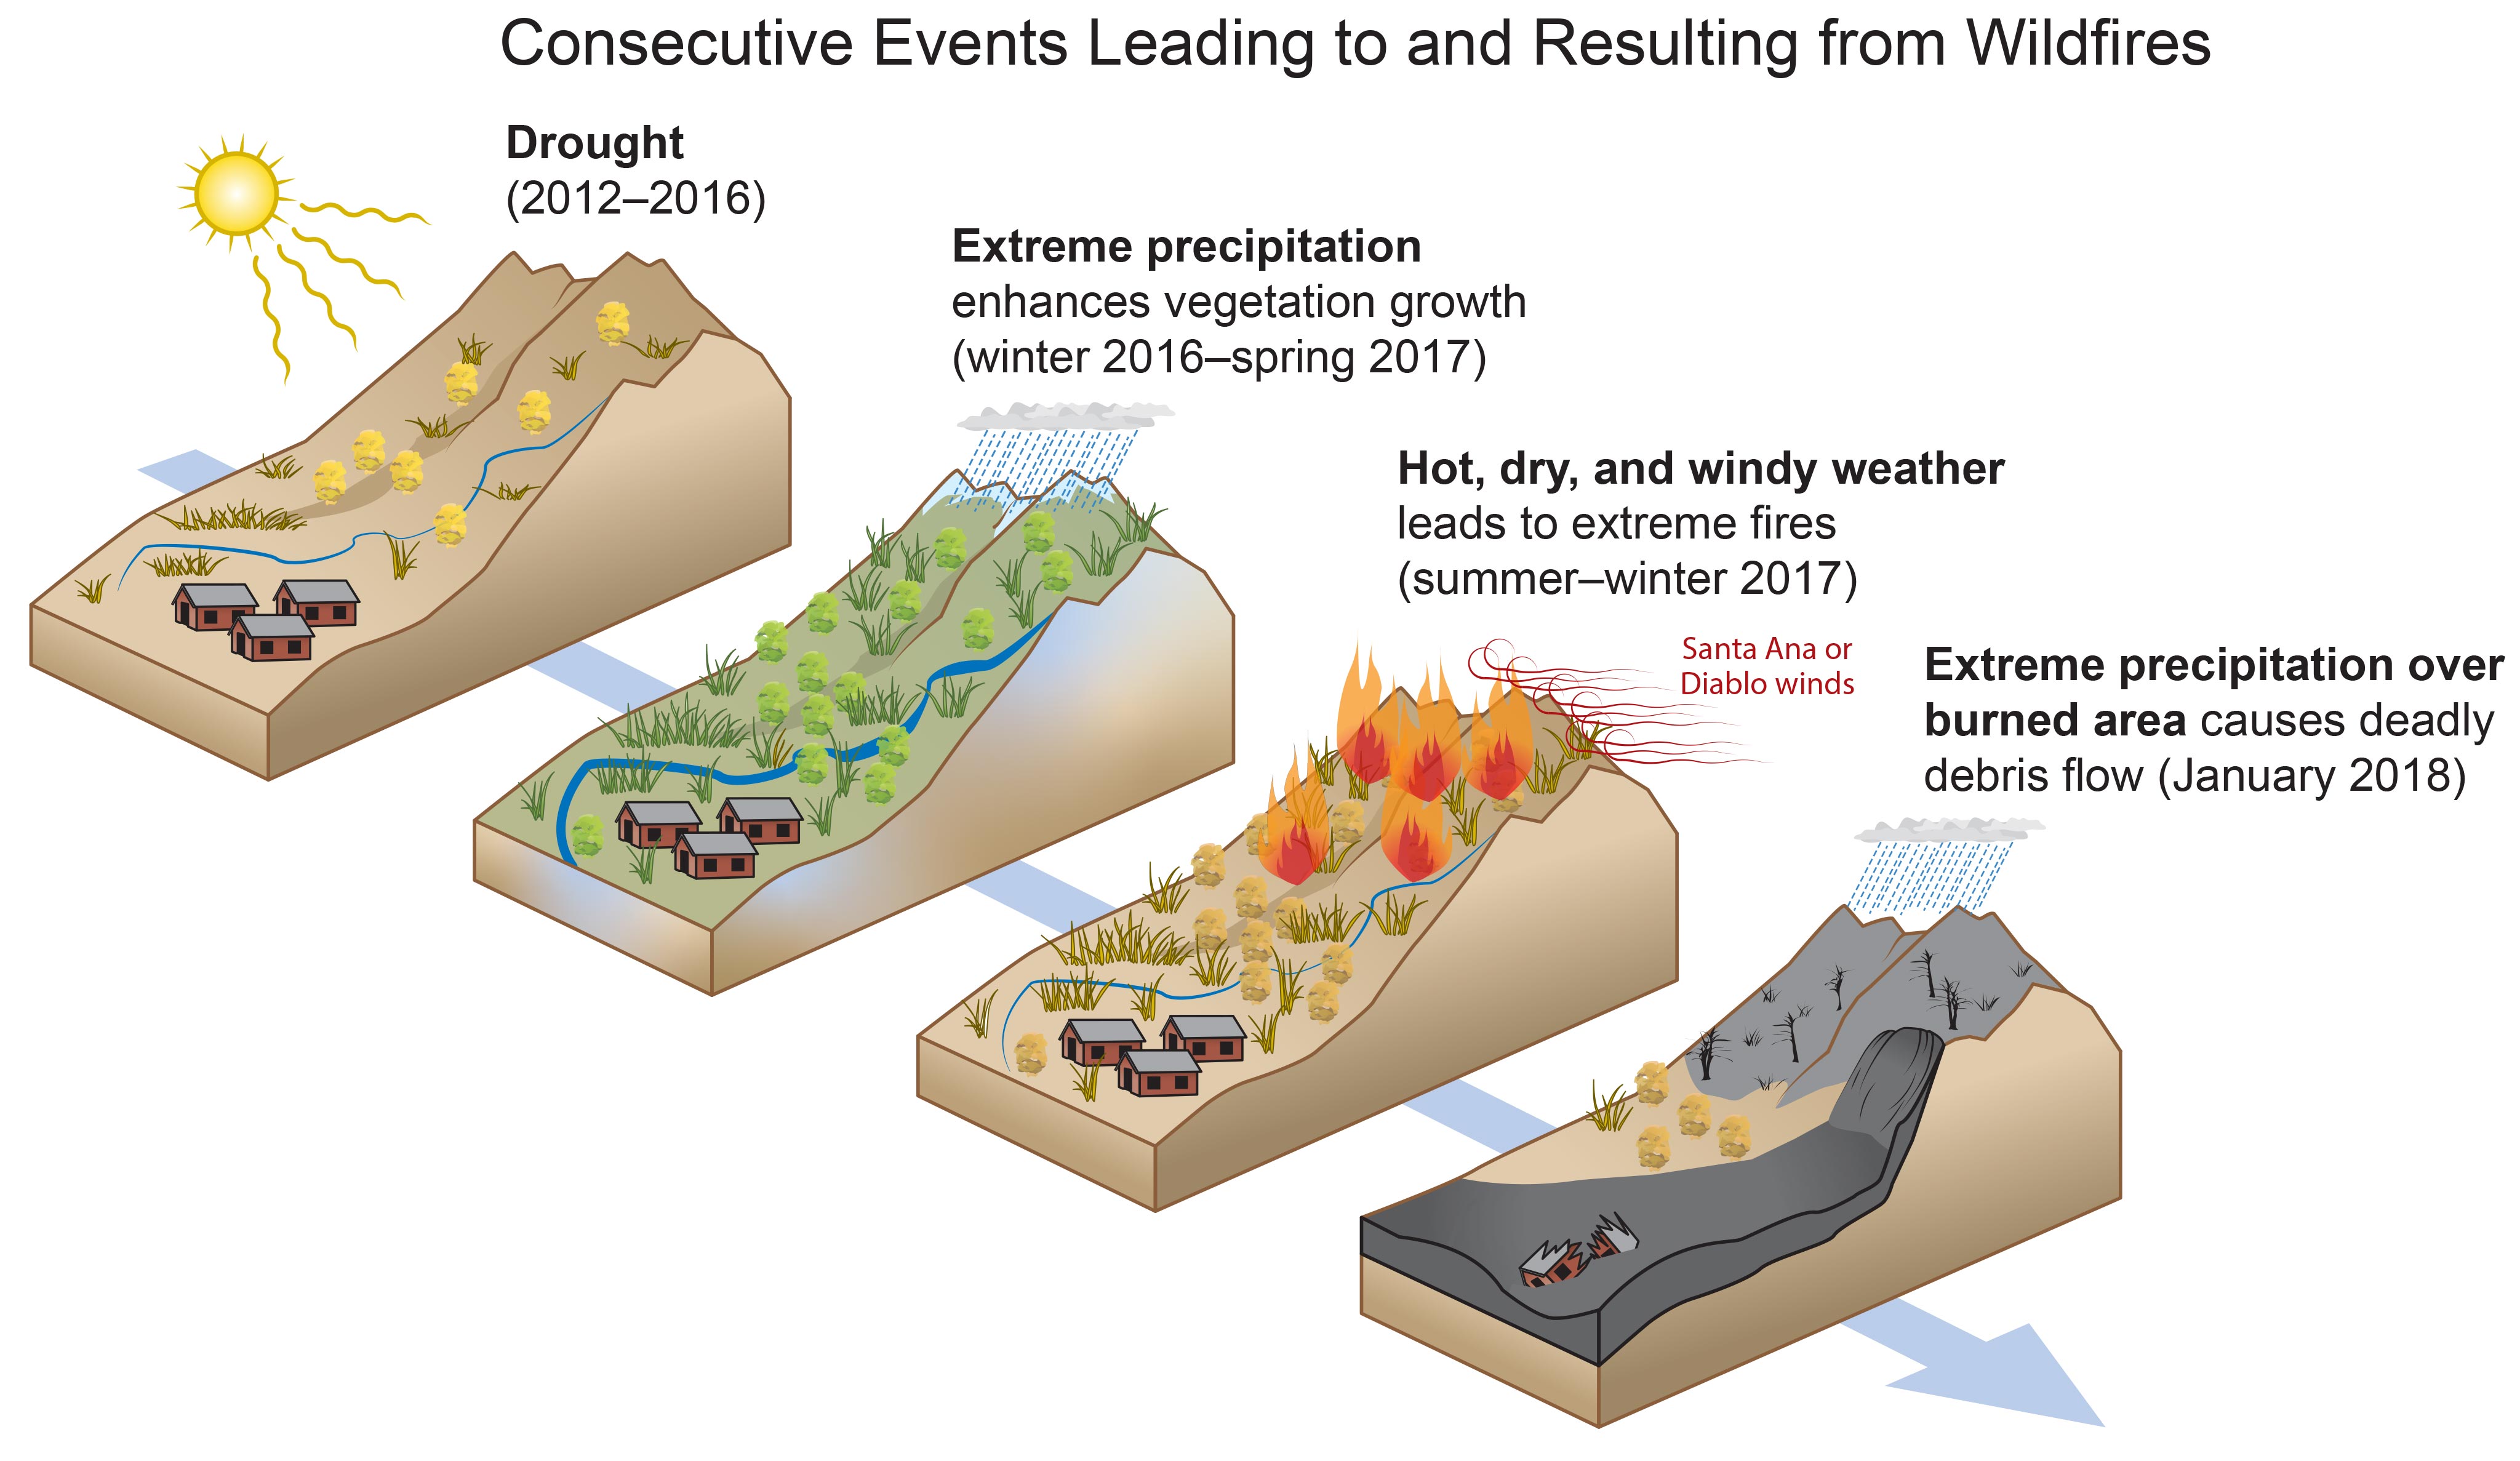 Consecutive Events Leading to and Resulting from Wildfires
Drought
(2012–2016)
Extreme precipitation
enhances vegetation growth
(winter 2016–spring 2017)
Hot, dry, and windy weather
leads to extreme fires
(summer–winter 2017)
Santa Ana or
Diablo winds
Extreme precipitation over
burned area causes deadly
debris flow (January 2018)